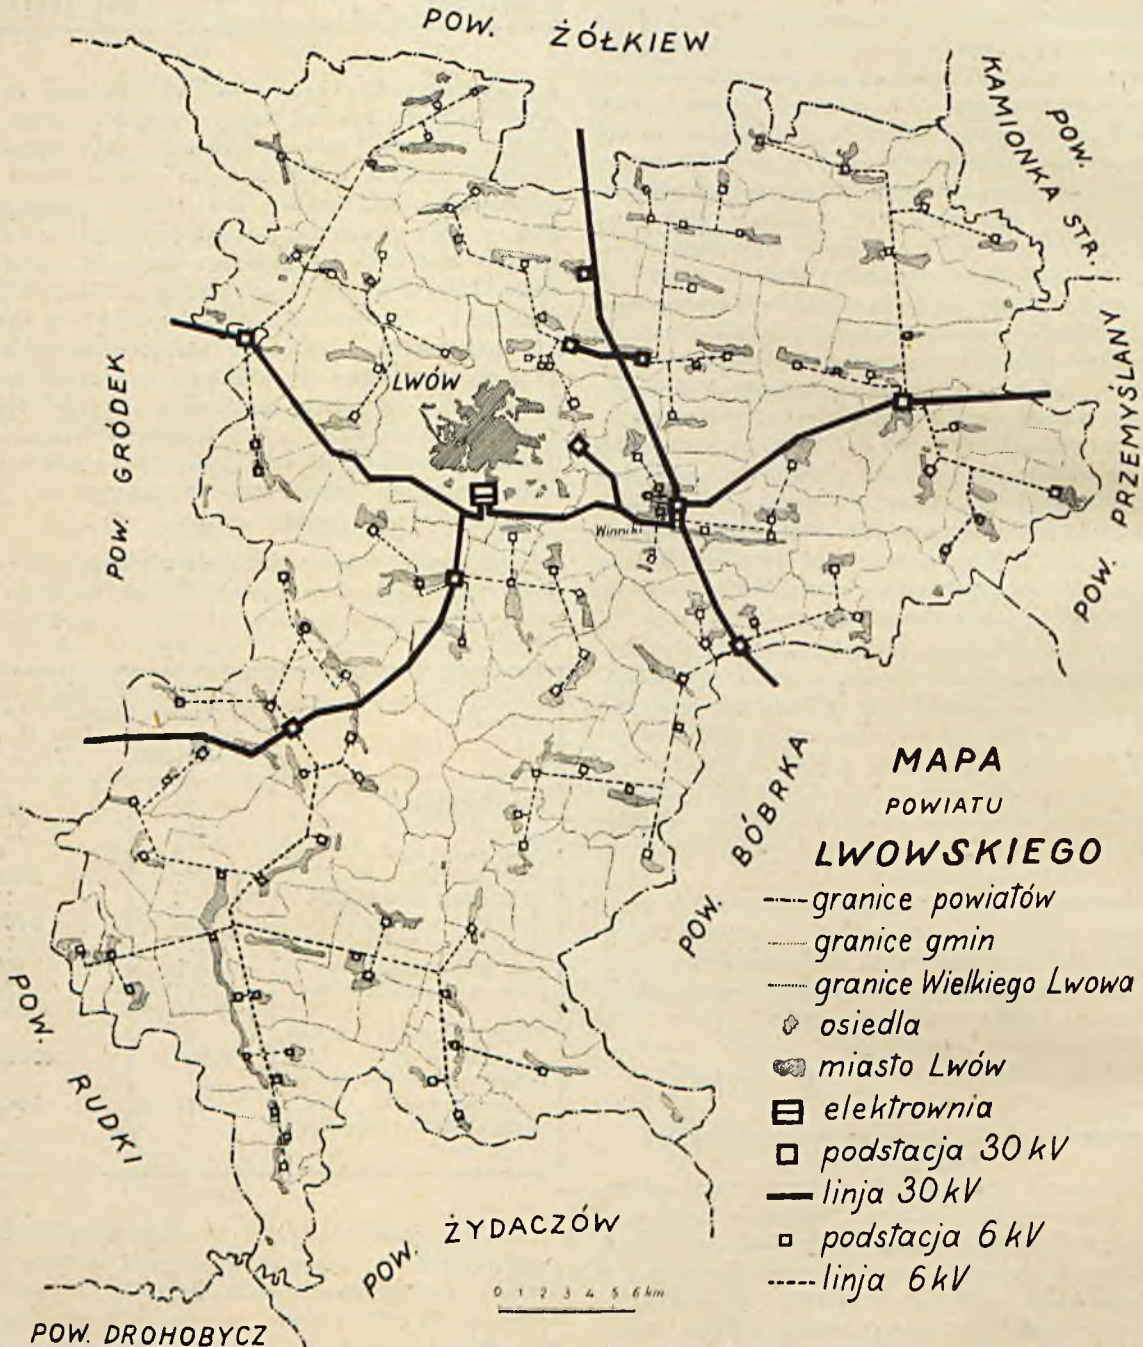 POW. ŻÓŁKIEW
POW.
KAMIONKA STR.
POW. GRÓDEK
LWÓW
POW. PRZEMYŚLANY
Winniki
MAPA
POWIATU
LWOWSKIEGO
POW. BÓBRKA
granice powiatów
granice gmin
granice Wielkiego Lwowa
osiedla
miasto Lwów
elektrownia
podstacja 30 kV
linja 30 kV
podstacja 6 kV
linja 6 kV
POW. RUDKI
POW. ŻYDACZÓW
0 1 2 3 4 5 6 km
POW. DROHOBYCZ